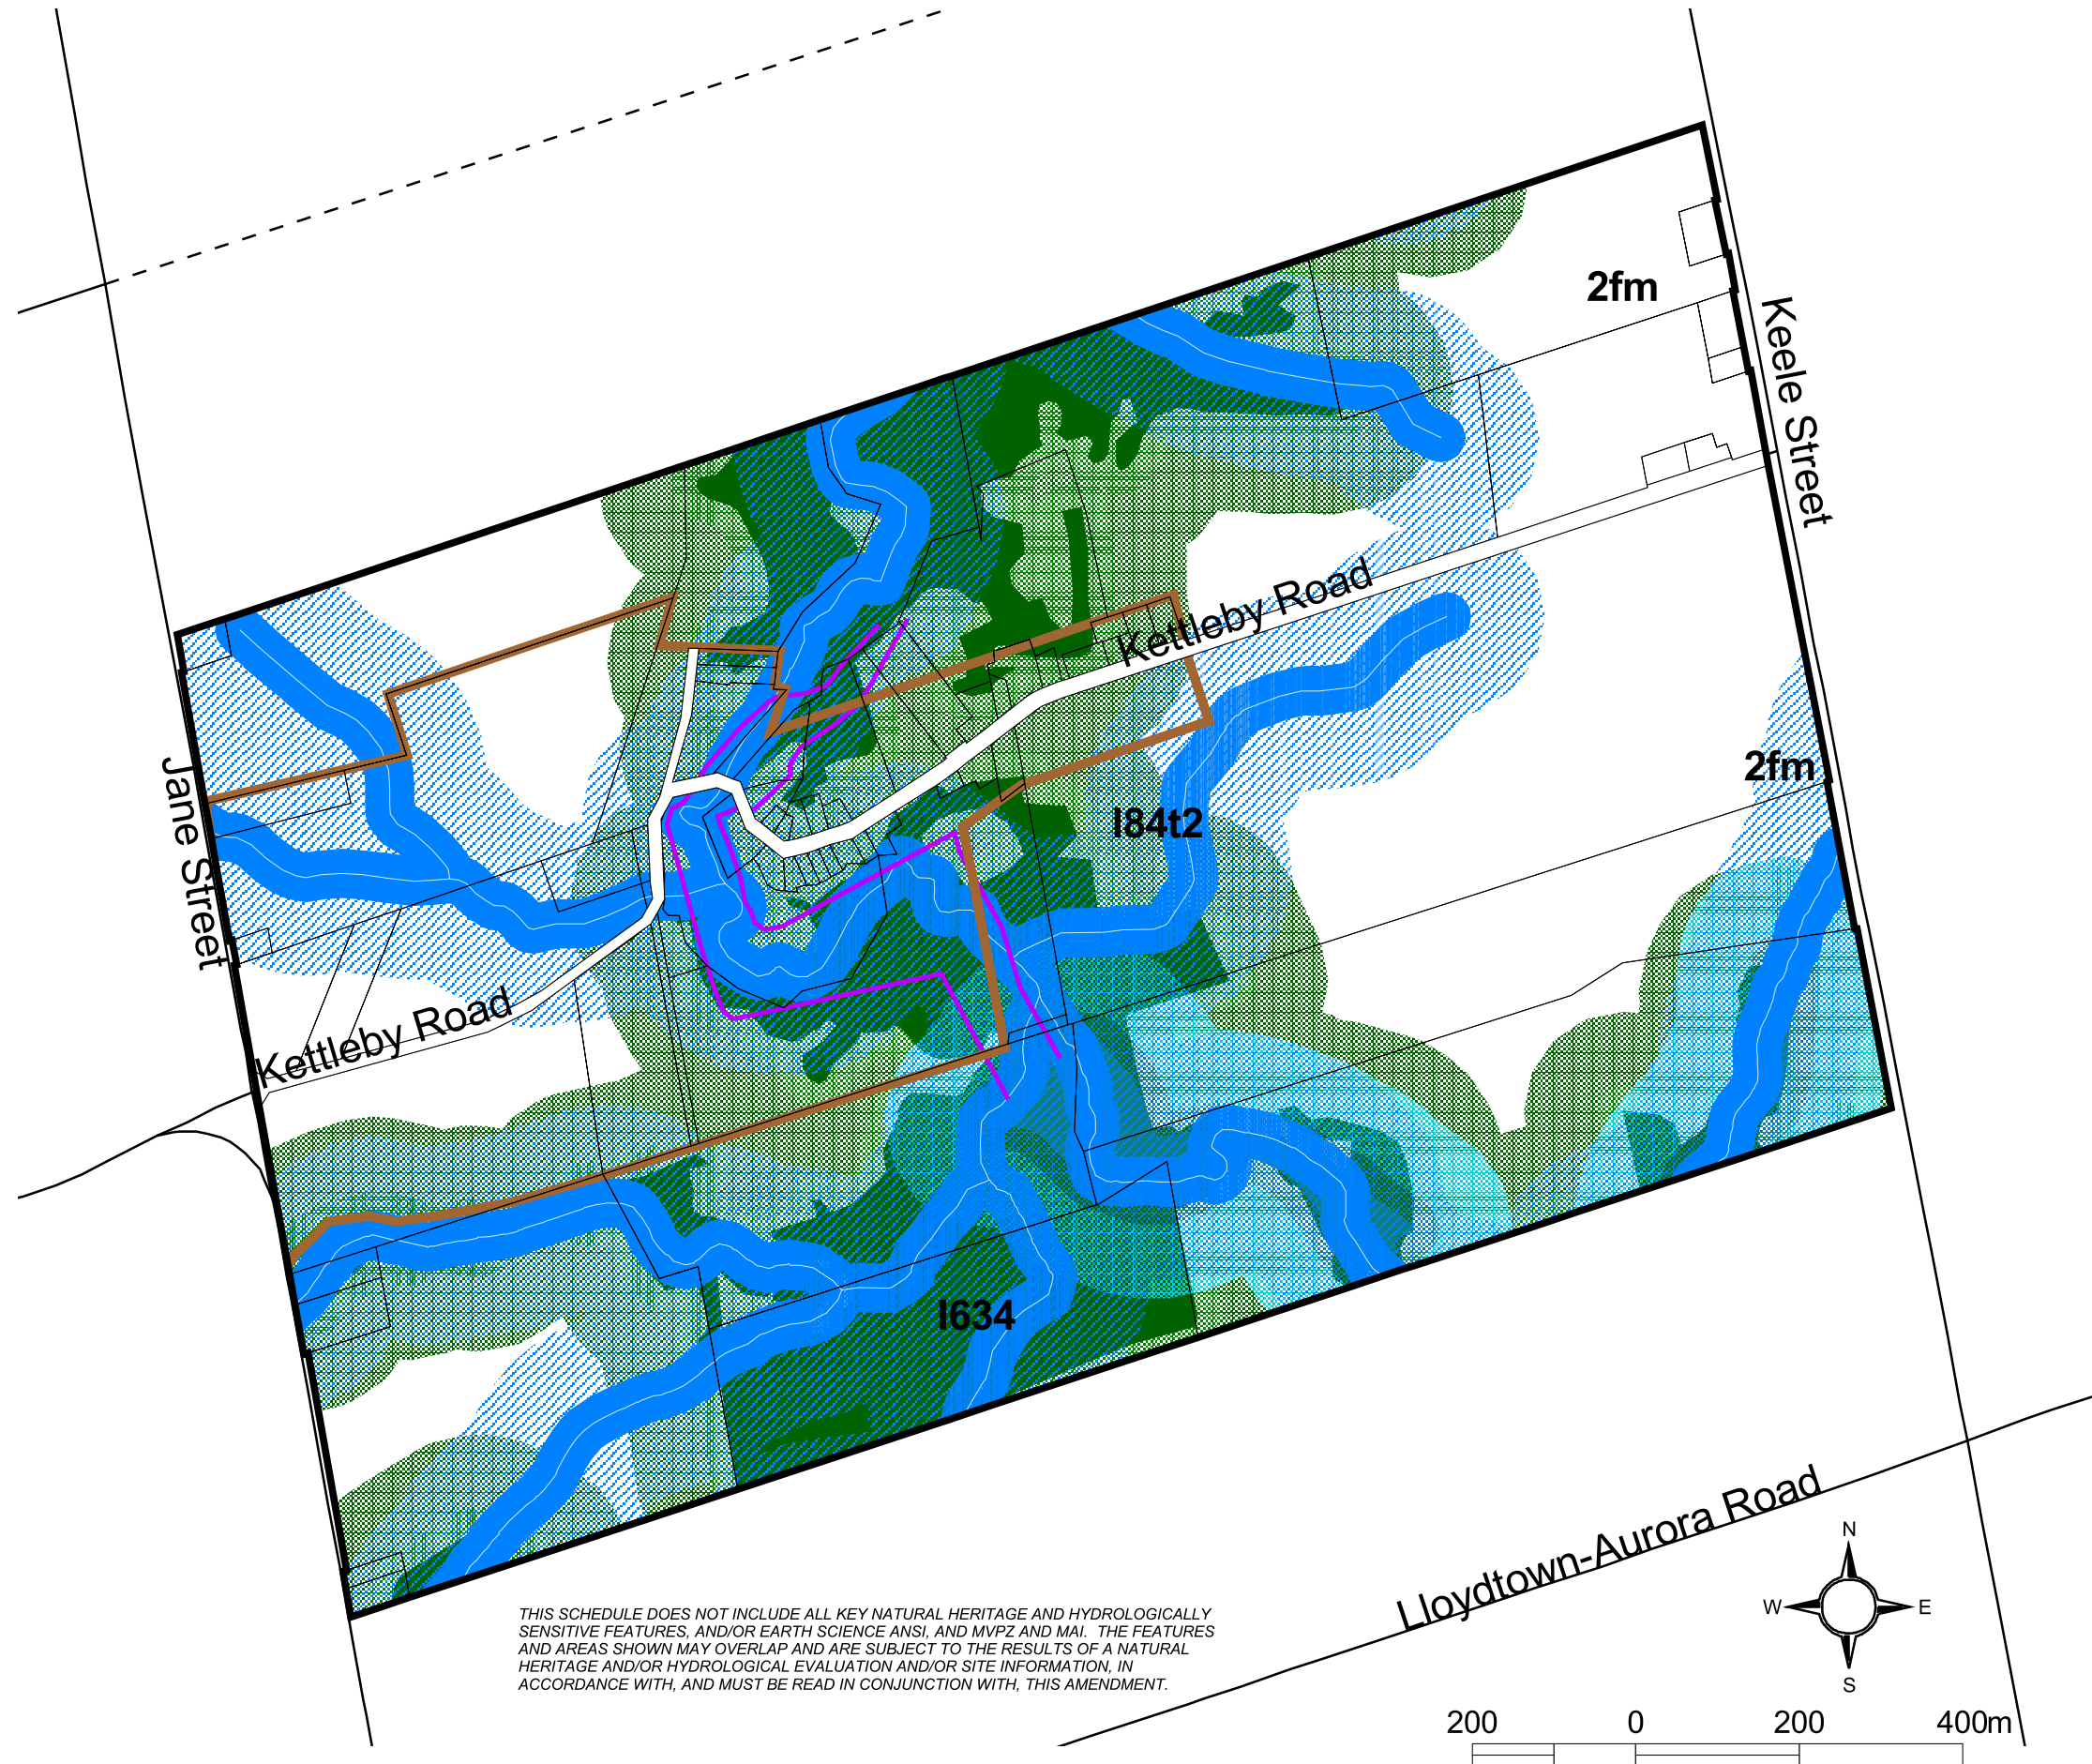 2fm
Keele Street
Kettleby Road
2fm
Jane Street
I84t2
Kettleby Road
I634
Lloydtown-Aurora Road
N
W
E
S
THIS SCHEDULE DOES NOT INCLUDE ALL KEY NATURAL HERITAGE AND HYDROLOGICALLY
SENSITIVE FEATURES, AND/OR EARTH SCIENCE ANSI, AND MVPZ AND MAI.  THE FEATURES
AND AREAS SHOWN MAY OVERLAP AND ARE SUBJECT TO THE RESULTS OF A NATURAL
HERITAGE AND/OR HYDROLOGICAL EVALUATION AND/OR SITE INFORMATION, IN
ACCORDANCE WITH, AND MUST BE READ IN CONJUNCTION WITH, THIS AMENDMENT.
200 0 200 400m